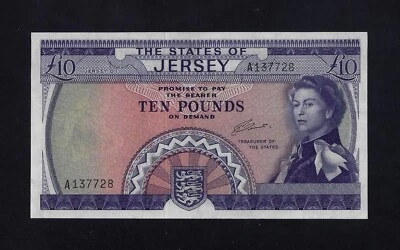 THE STATES OF
£10 JERSEY £10
JERSEY A137728
PROMISE TO PAY
THE BEARER
TEN POUNDS
ON DEMAND
TREASURER OF
THE STATES
A137728